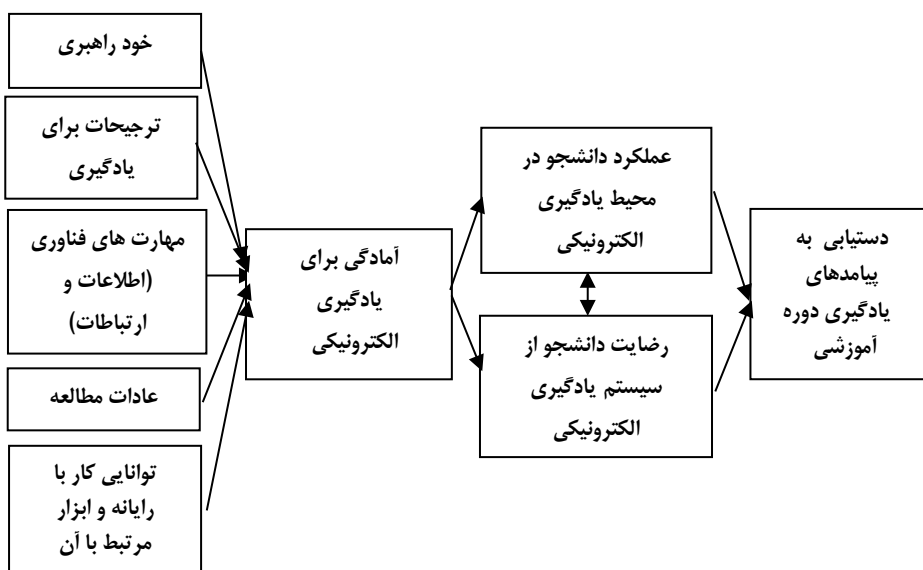 خود راهبری
ترجیحات برای
یادگیری
مهارت های فناوری
(اطلاعات و
ارتباطات)
عادات مطالعه
توانایی کار با
رایانه و ابزار
مرتبط با آن
آمادگی برای
یادگیری
الکترونیکی
عملکرد دانشجو در
محیط یادگیری
الکترونیکی
رضایت دانشجو از
سیستم یادگیری
الکترونیکی
دستیابی به
پیامدهای
یادگیری دوره
آموزشی